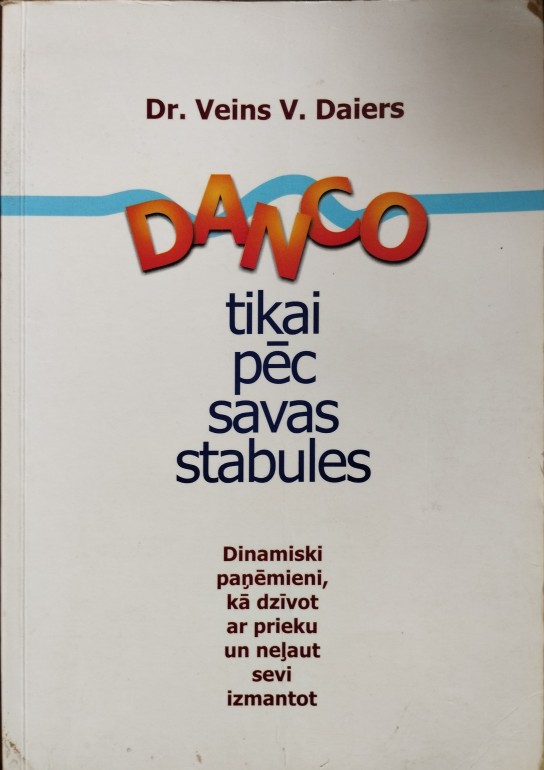 Dr. Veins V. Daiers
DANCO
tikai
pēc
savas
stabules
Dinamiski
paņēmieni,
kā dzīvot
ar prieku
un neļaut
sevi
izmantot